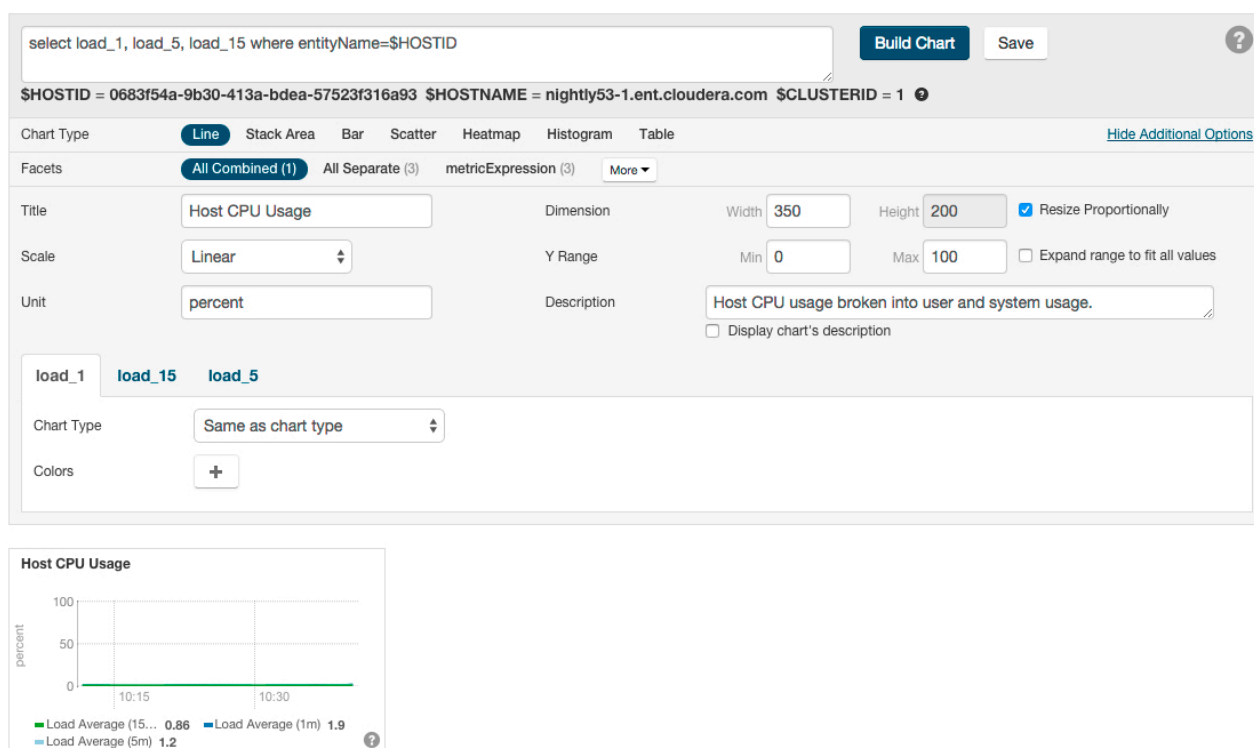 select load_1, load_5, load_15 where entityName=$HOSTID
Build Chart Save ?
$HOSTID = 0683f54a-9b30-413a-bdea-57523f316a93 $HOSTNAME = nightly53-1.ent.cloudera.com $CLUSTERID = 1 ?
Chart Type Line Stack Area Bar Scatter Heatmap Histogram Table Hide Additional Options
Facets All Combined (1) All Separate (3) metricExpression (3) More
Title Host CPU Usage Dimension Width 350 Height 200 Resize Proportionally
Scale Linear Y Range Min 0 Max 100 Expand range to fit all values
Unit percent Description Host CPU usage broken into user and system usage.
Display chart's description
load_1 load_15 load_5
Chart Type Same as chart type
Colors +
Host CPU Usage
percent
100
50
0
10:15 10:30
Load Average (15... 0.86 Load Average (1m) 1.9
Load Average (5m) 1.2 ?